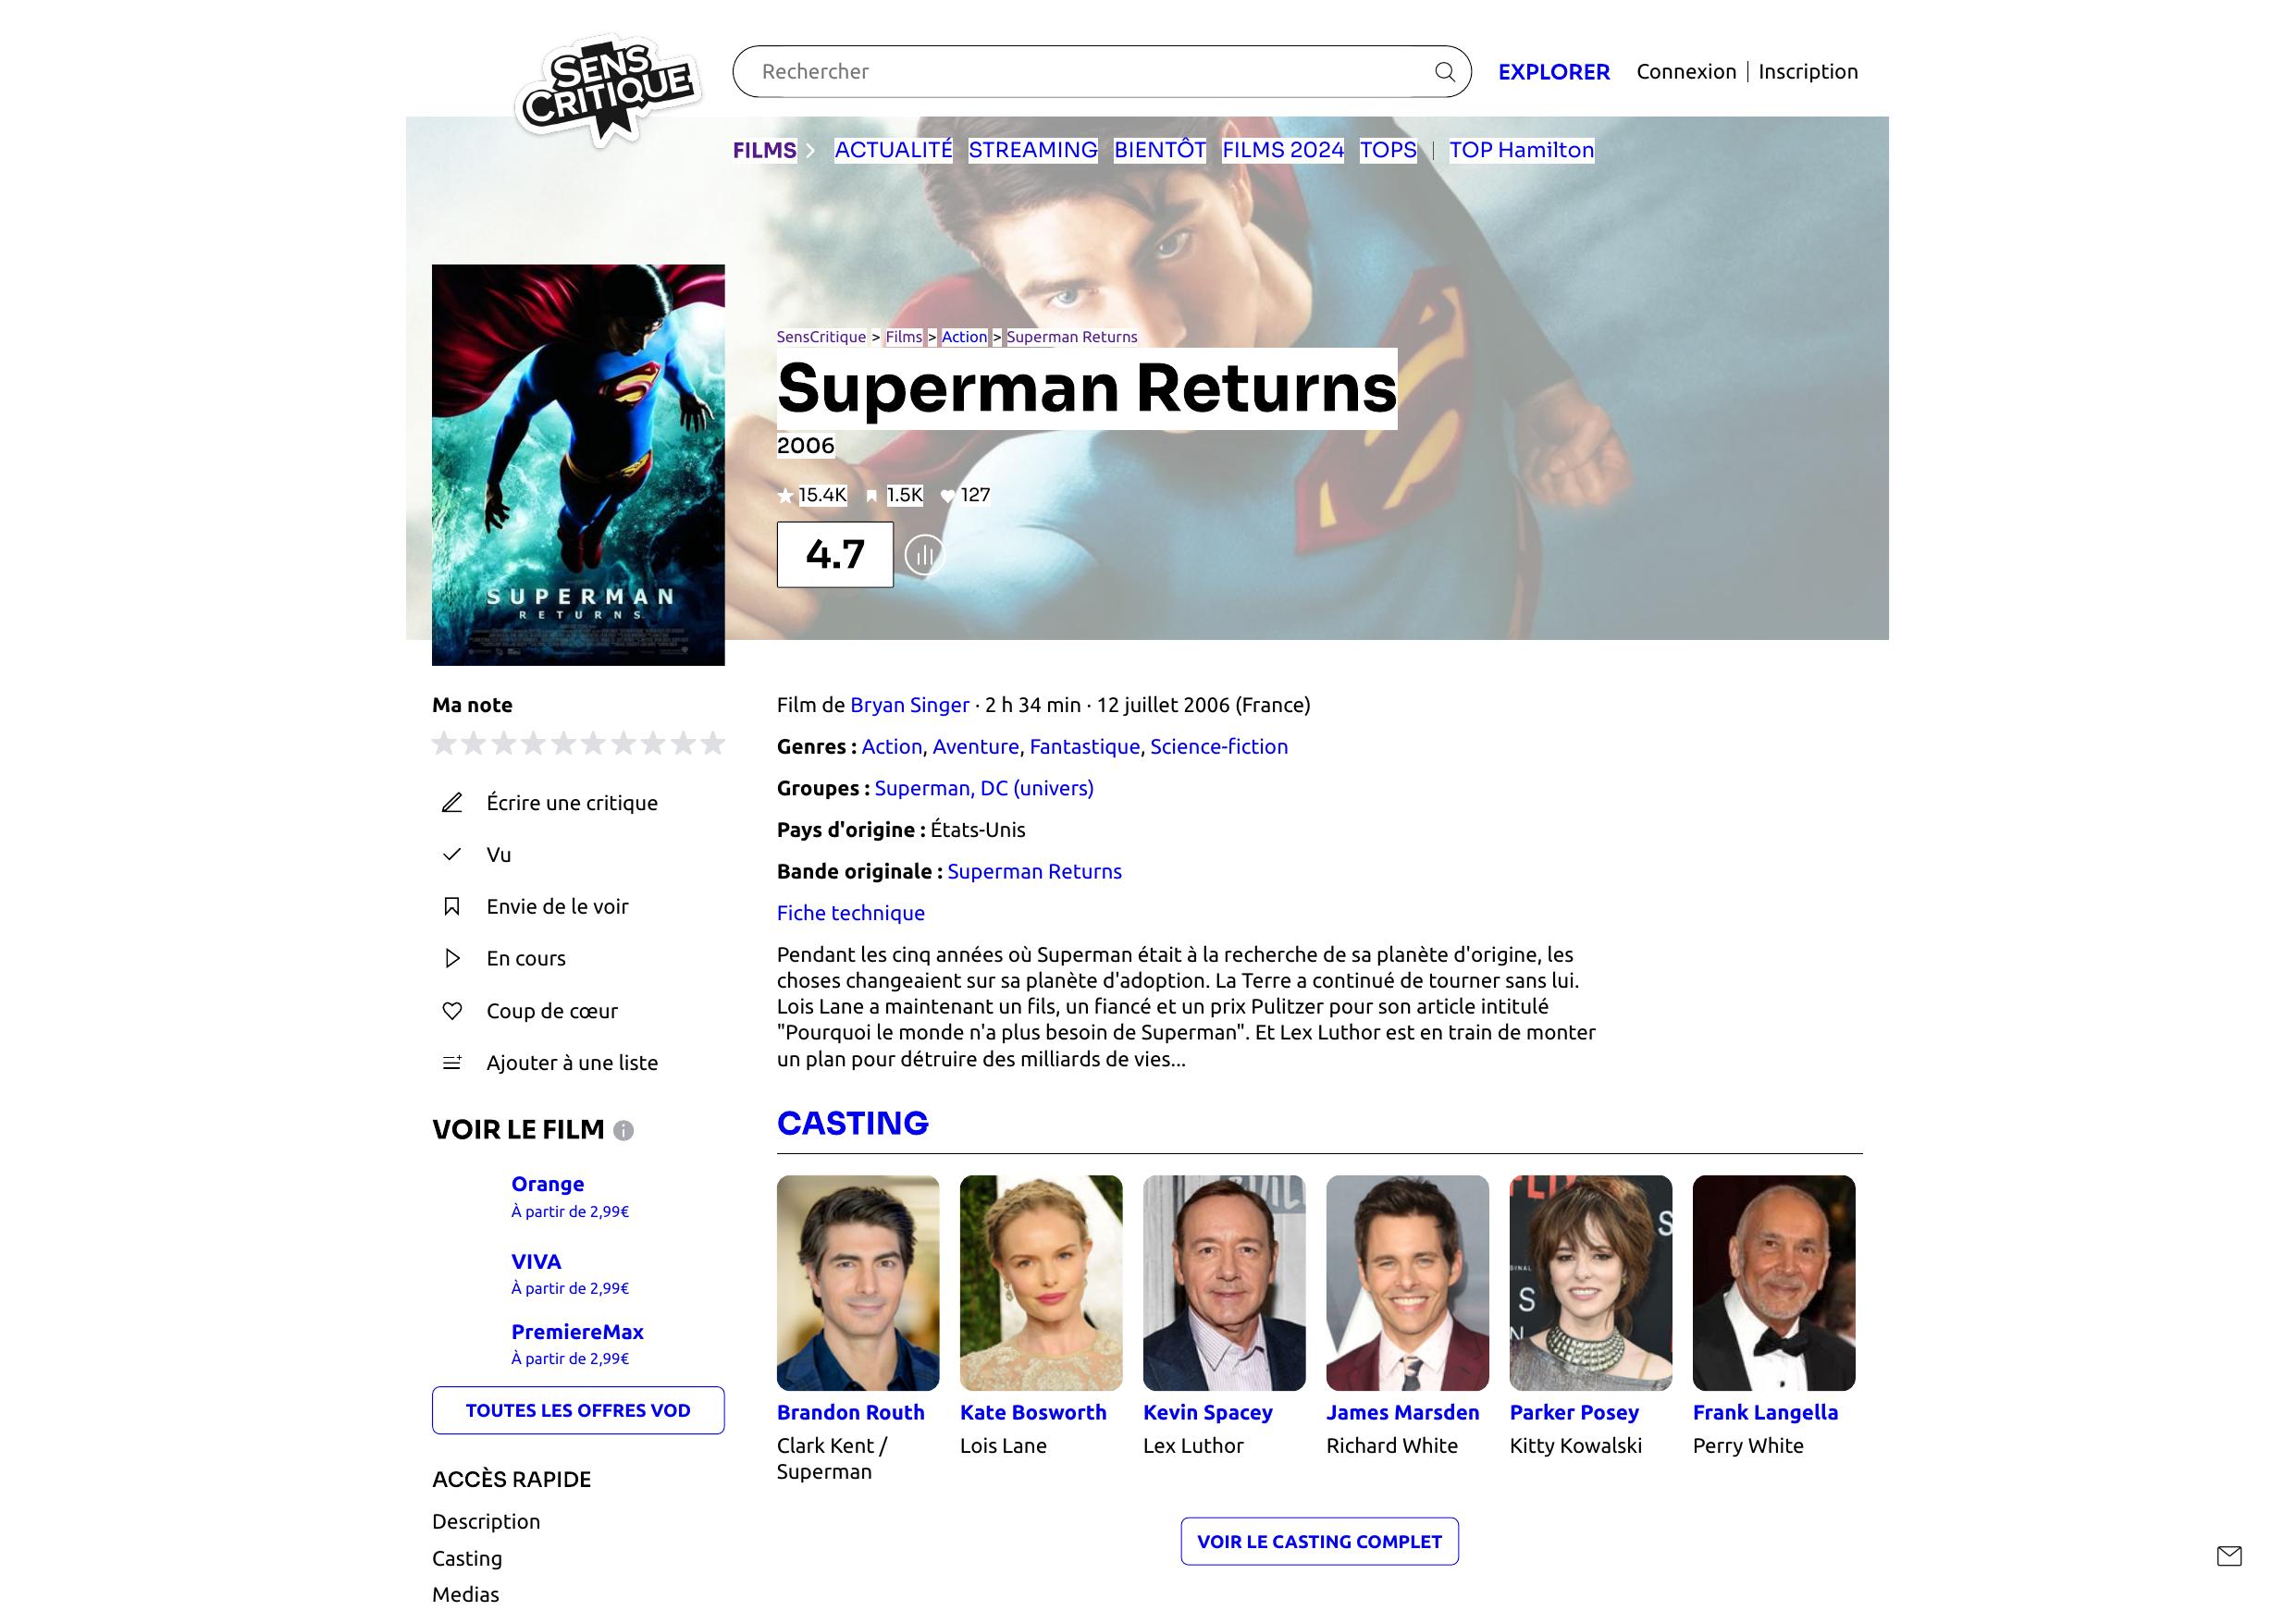 SENS
CRITIQUE
Rechercher
EXPLORER
Connexion
Inscription
FILMS
ACTUALITÉ
STREAMING
BIENTÔT
FILMS 2024
TOPS
TOP Hamilton
SensCritique > Films > Action > Superman Returns
Superman Returns
2006
15.4K
1.5K
127
4.7
SUPERMAN
RETURNS
Ma note
Écrire une critique
Vu
Envie de le voir
En cours
Coup de cœur
Ajouter à une liste
VOIR LE FILM
Orange
À partir de 2,99€
VIVA
À partir de 2,99€
PremiereMax
À partir de 2,99€
TOUTES LES OFFRES VOD
ACCÈS RAPIDE
Description
Casting
Medias
Film de Bryan Singer · 2 h 34 min · 12 juillet 2006 (France)
Genres : Action, Aventure, Fantastique, Science-fiction
Groupes : Superman, DC (univers)
Pays d'origine : États-Unis
Bande originale : Superman Returns
Fiche technique
Pendant les cinq années où Superman était à la recherche de sa planète d'origine, les
choses changeaient sur sa planète d'adoption. La Terre a continué de tourner sans lui.
Lois Lane a maintenant un fils, un fiancé et un prix Pulitzer pour son article intitulé
"Pourquoi le monde n'a plus besoin de Superman". Et Lex Luthor est en train de monter
un plan pour détruire des milliards de vies...
CASTING
Brandon Routh
Clark Kent /
Superman
Kate Bosworth
Lois Lane
Kevin Spacey
Lex Luthor
James Marsden
Richard White
Parker Posey
Kitty Kowalski
Frank Langella
Perry White
VOIR LE CASTING COMPLET